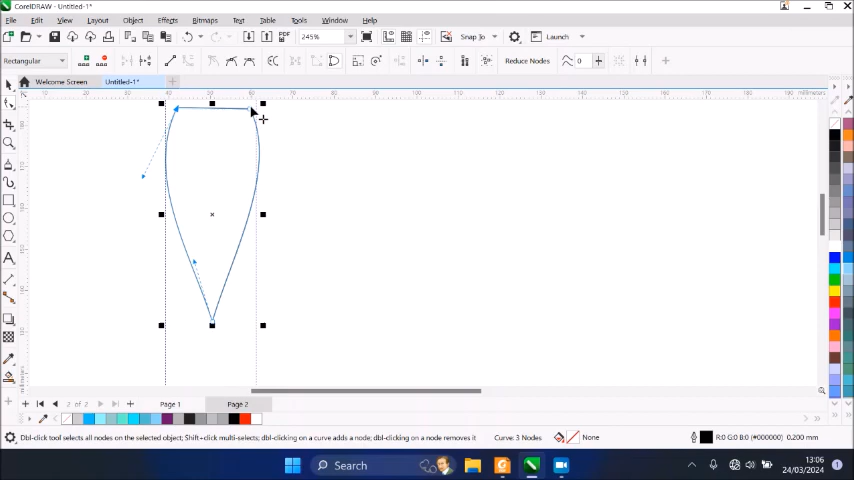 CorelDRAW - Untitled-1*
File Edit View Layout Object Effects Bitmaps Text Table Tools Window Help
PDF 245% Snap To Launch
Rectangular Reduce Nodes 0
Welcome Screen Untitled-1*
millimeters
millimeters
2 of 2 Page 1 Page 2
Dbl-click tool selects all nodes on the selected object; Shift+click multi-selects; dbl-clicking on a curve adds a node; dbl-clicking on a node removes it Curve: 3 Nodes None R:0 G:0 B:0 (#000000) 0.200 mm
Search 13:06
24/03/2024